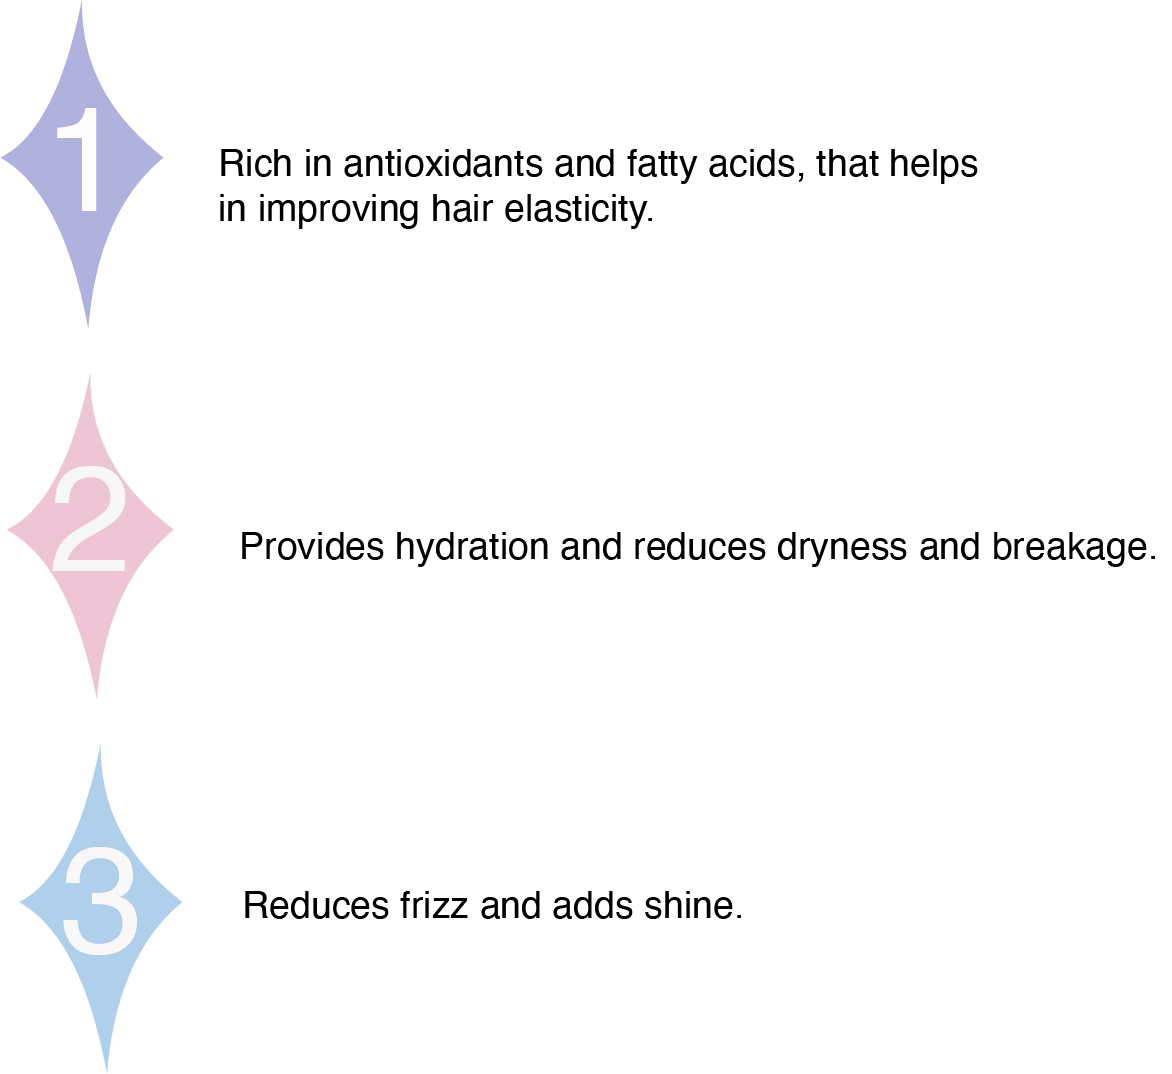 1
Rich in antioxidants and fatty acids, that helps
in improving hair elasticity.
2
Provides hydration and reduces dryness and breakage.
3
Reduces frizz and adds shine.